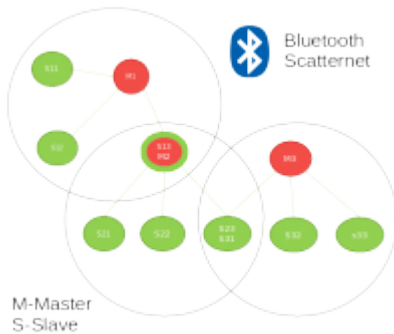 Bluetooth
Scatternet
S11
M1
S12
S13
M2
M3
S21
S22
S23
S31
S32
s33
M-Master
S-Slave